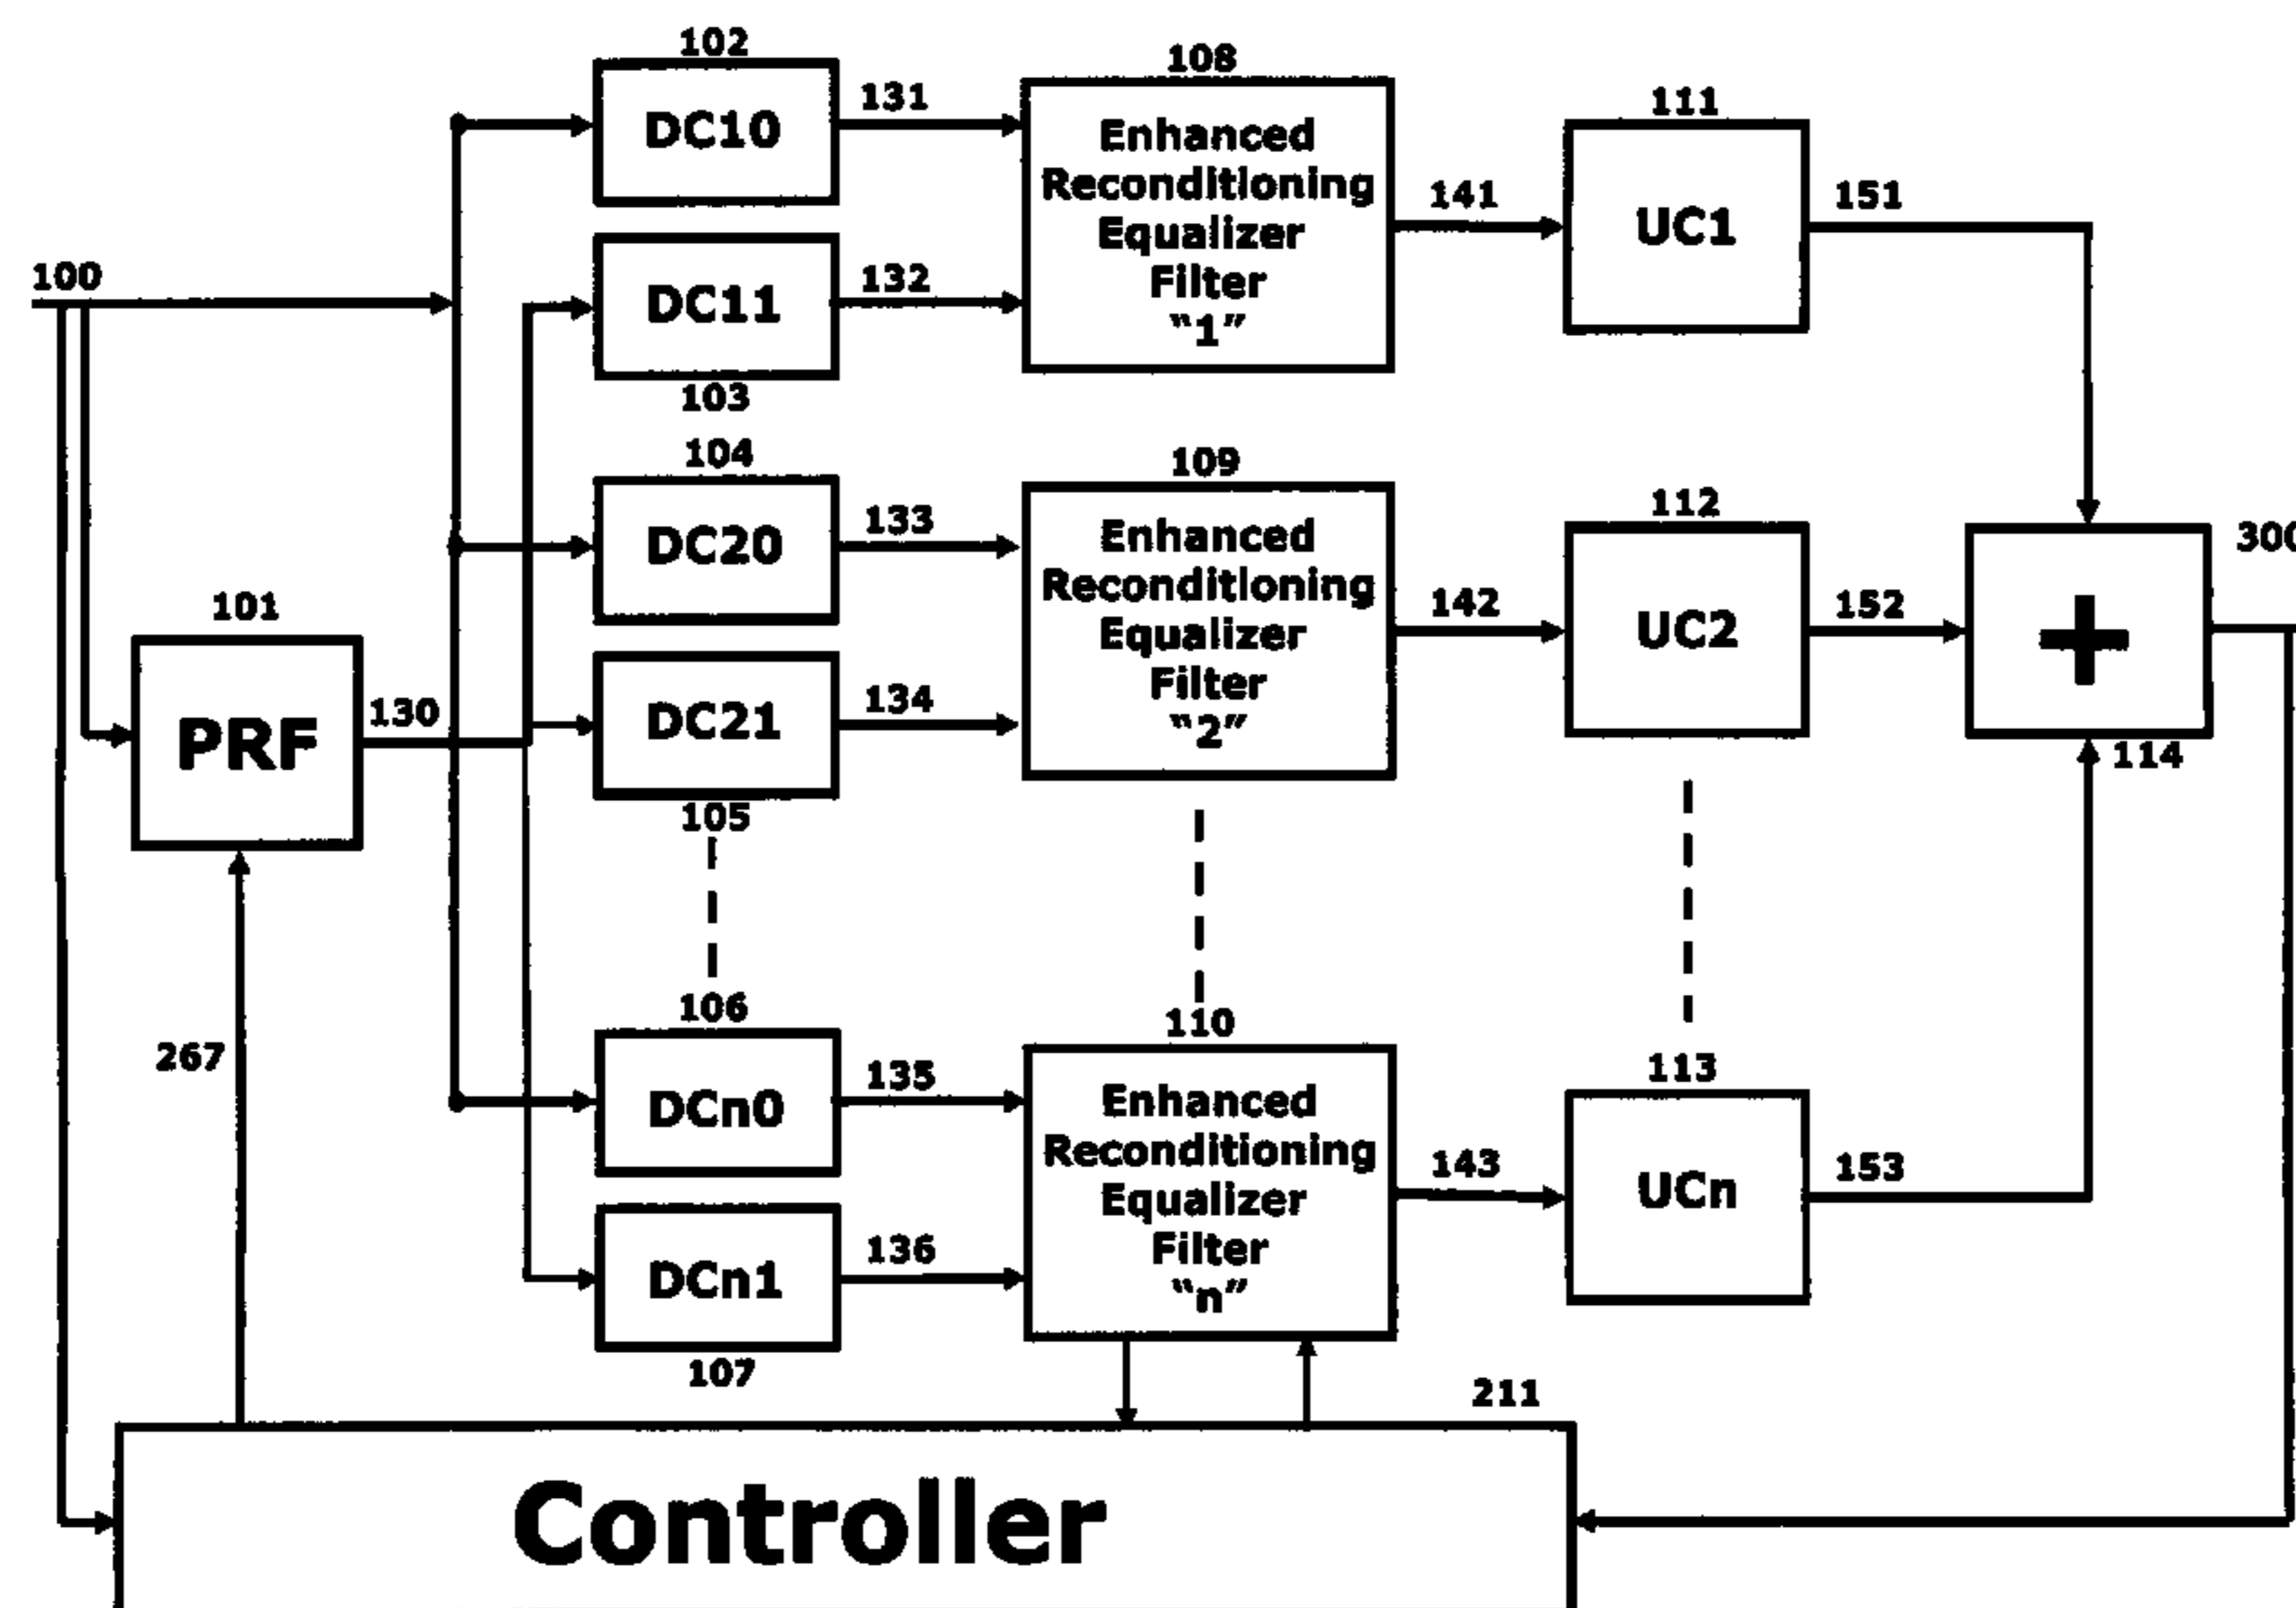 102
DC10
131
108
Enhanced
Reconditioning
Equalizer
Filter
"1"
141
111
UC1
151
100
DC11
132
103
104
DC20
133
109
Enhanced
Reconditioning
Equalizer
Filter
"2"
142
112
UC2
152
+
300
114
101
PRF
130
DC21
134
105
106
DCn0
135
110
Enhanced
Reconditioning
Equalizer
Filter
"n"
143
113
UCn
153
267
DCn1
136
107
211
Controller